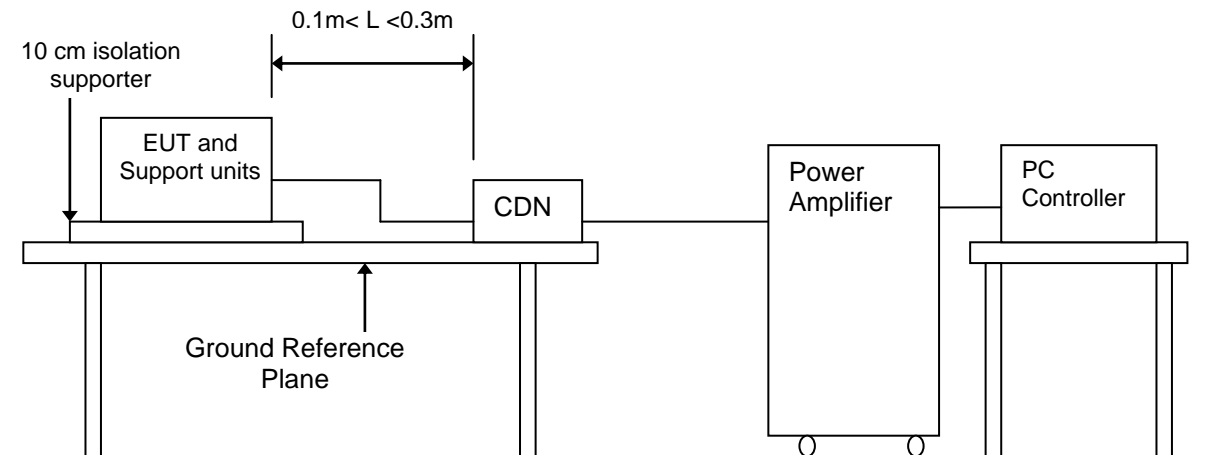 0.1m< L <0.3m
10 cm isolation
supporter
EUT and
Support units
CDN
Power
Amplifier
PC
Controller
Ground Reference
Plane